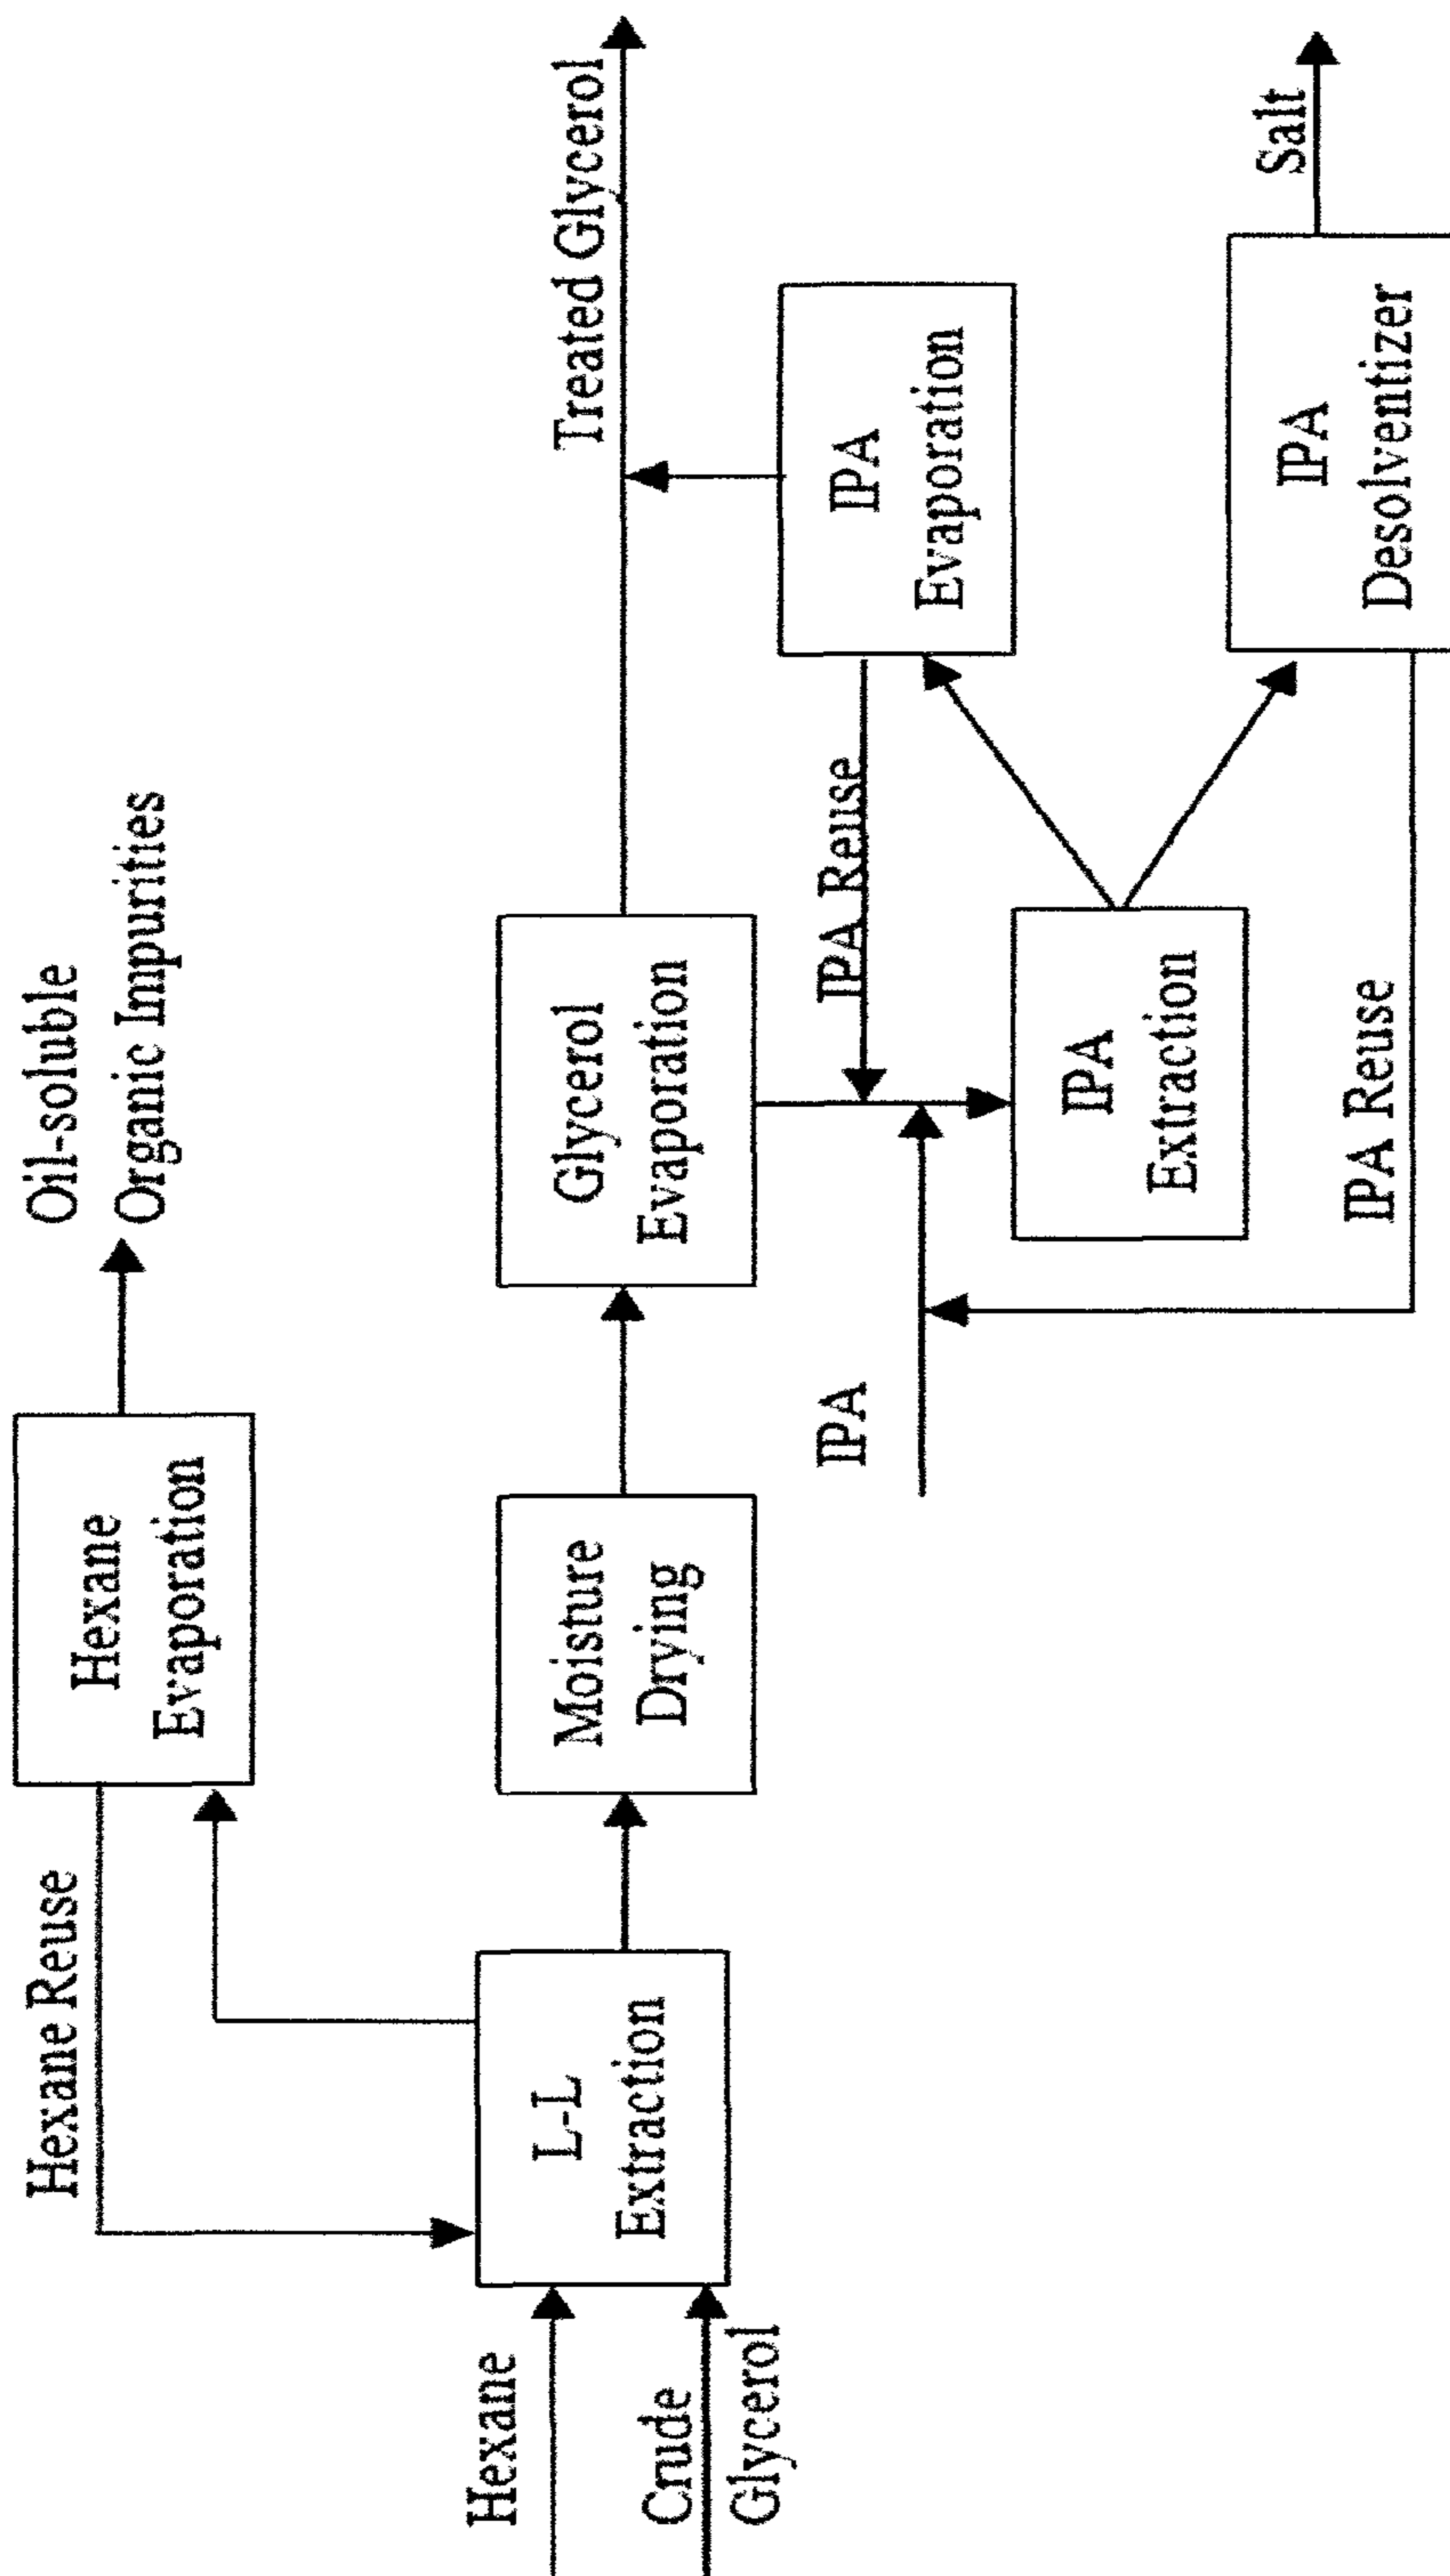 Oil-soluble
Organic Impurities
Hexane Reuse
Hexane
Evaporation
Hexane
Crude
Glycerol
L-L
Extraction
Moisture
Drying
Glycerol
Evaporation
Treated Glycerol
IPA Reuse
IPA
Evaporation
IPA
IPA
Extraction
IPA Reuse
IPA
Desolventizer
Salt